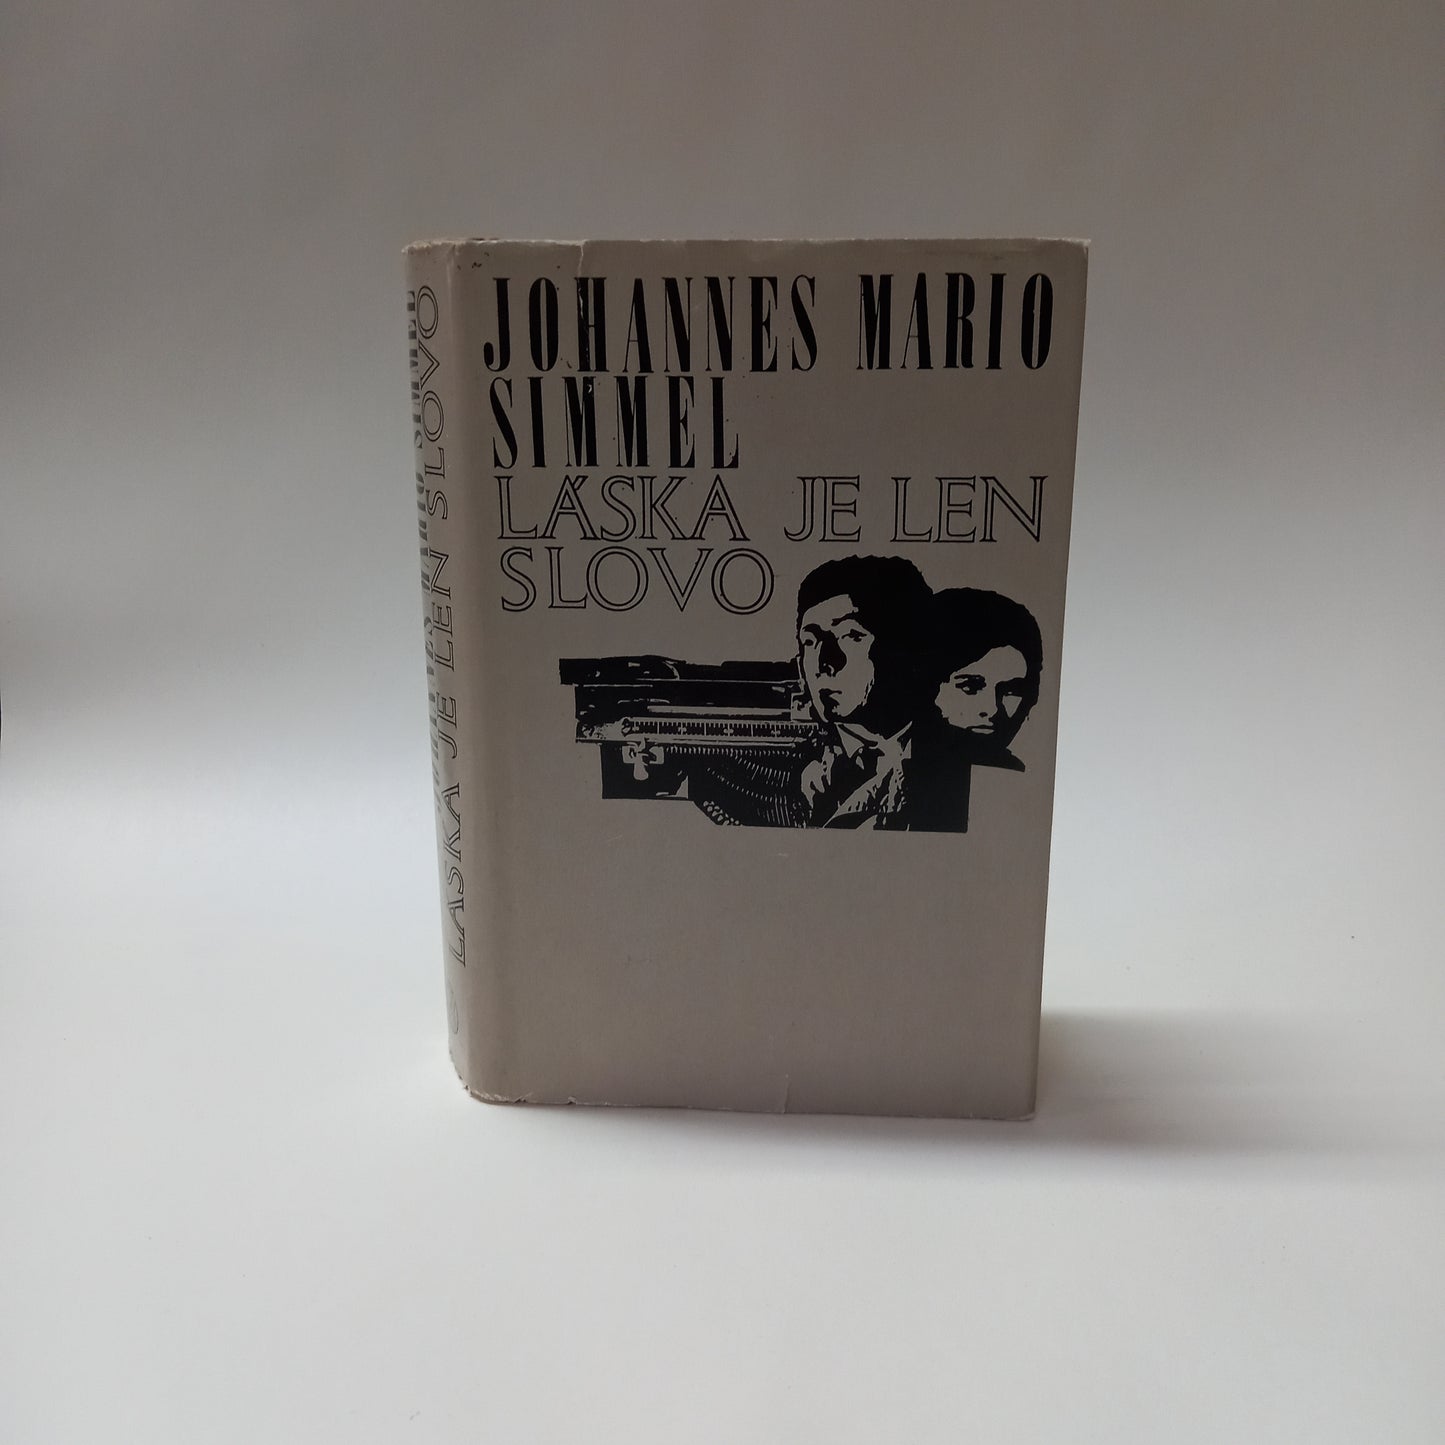 JOHANNES MARIO
SIMMEL
LÁSKA JE LEN
SLOVO
JOHANNES MARIO SIMMEL
LÁSKA JE LEN SLOVO